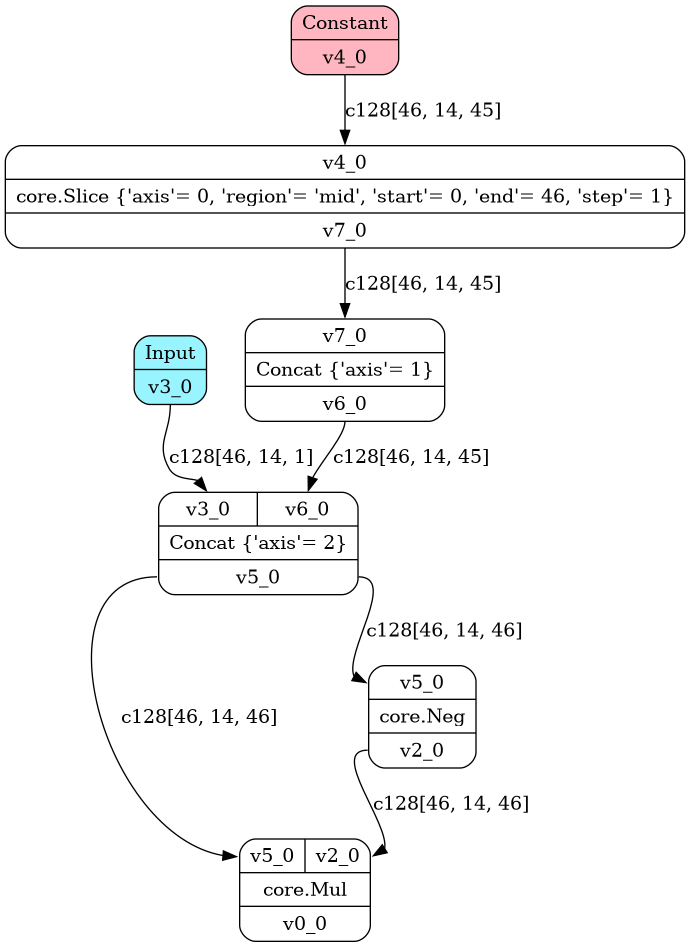 Constant
v4_0
c128[46, 14, 45]
v4_0
core.Slice {'axis'= 0, 'region'= 'mid', 'start'= 0, 'end'= 46, 'step'= 1}
v7_0
c128[46, 14, 45]
Input
v3_0
v7_0
Concat {'axis'= 1}
v6_0
c128[46, 14, 1]
c128[46, 14, 45]
v3_0
v6_0
Concat {'axis'= 2}
v5_0
c128[46, 14, 46]
v5_0
core.Neg
v2_0
c128[46, 14, 46]
c128[46, 14, 46]
v5_0
v2_0
core.Mul
v0_0